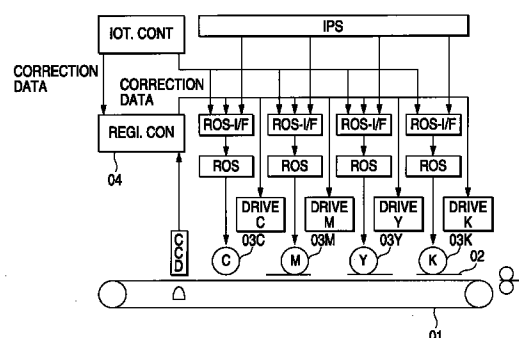 IOT. CONT
IPS
CORRECTION
DATA
CORRECTION
DATA
REGI. CON
04
ROS-I/F
ROS-I/F
ROS-I/F
ROS-I/F
ROS
ROS
ROS
ROS
DRIVE
C
DRIVE
M
DRIVE
Y
DRIVE
K
03C
03M
03Y
03K
CCD
C
M
Y
K
02
01